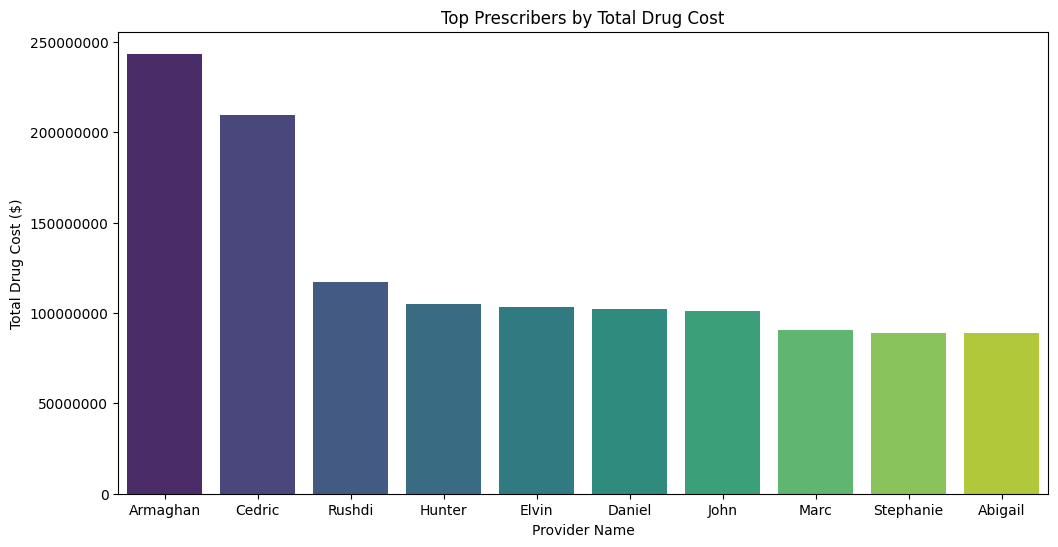 Top Prescribers by Total Drug Cost
Total Drug Cost ($)
250000000
200000000
150000000
100000000
50000000
0
Armaghan Cedric Rushdi Hunter Elvin Daniel John Marc Stephanie Abigail
Provider Name